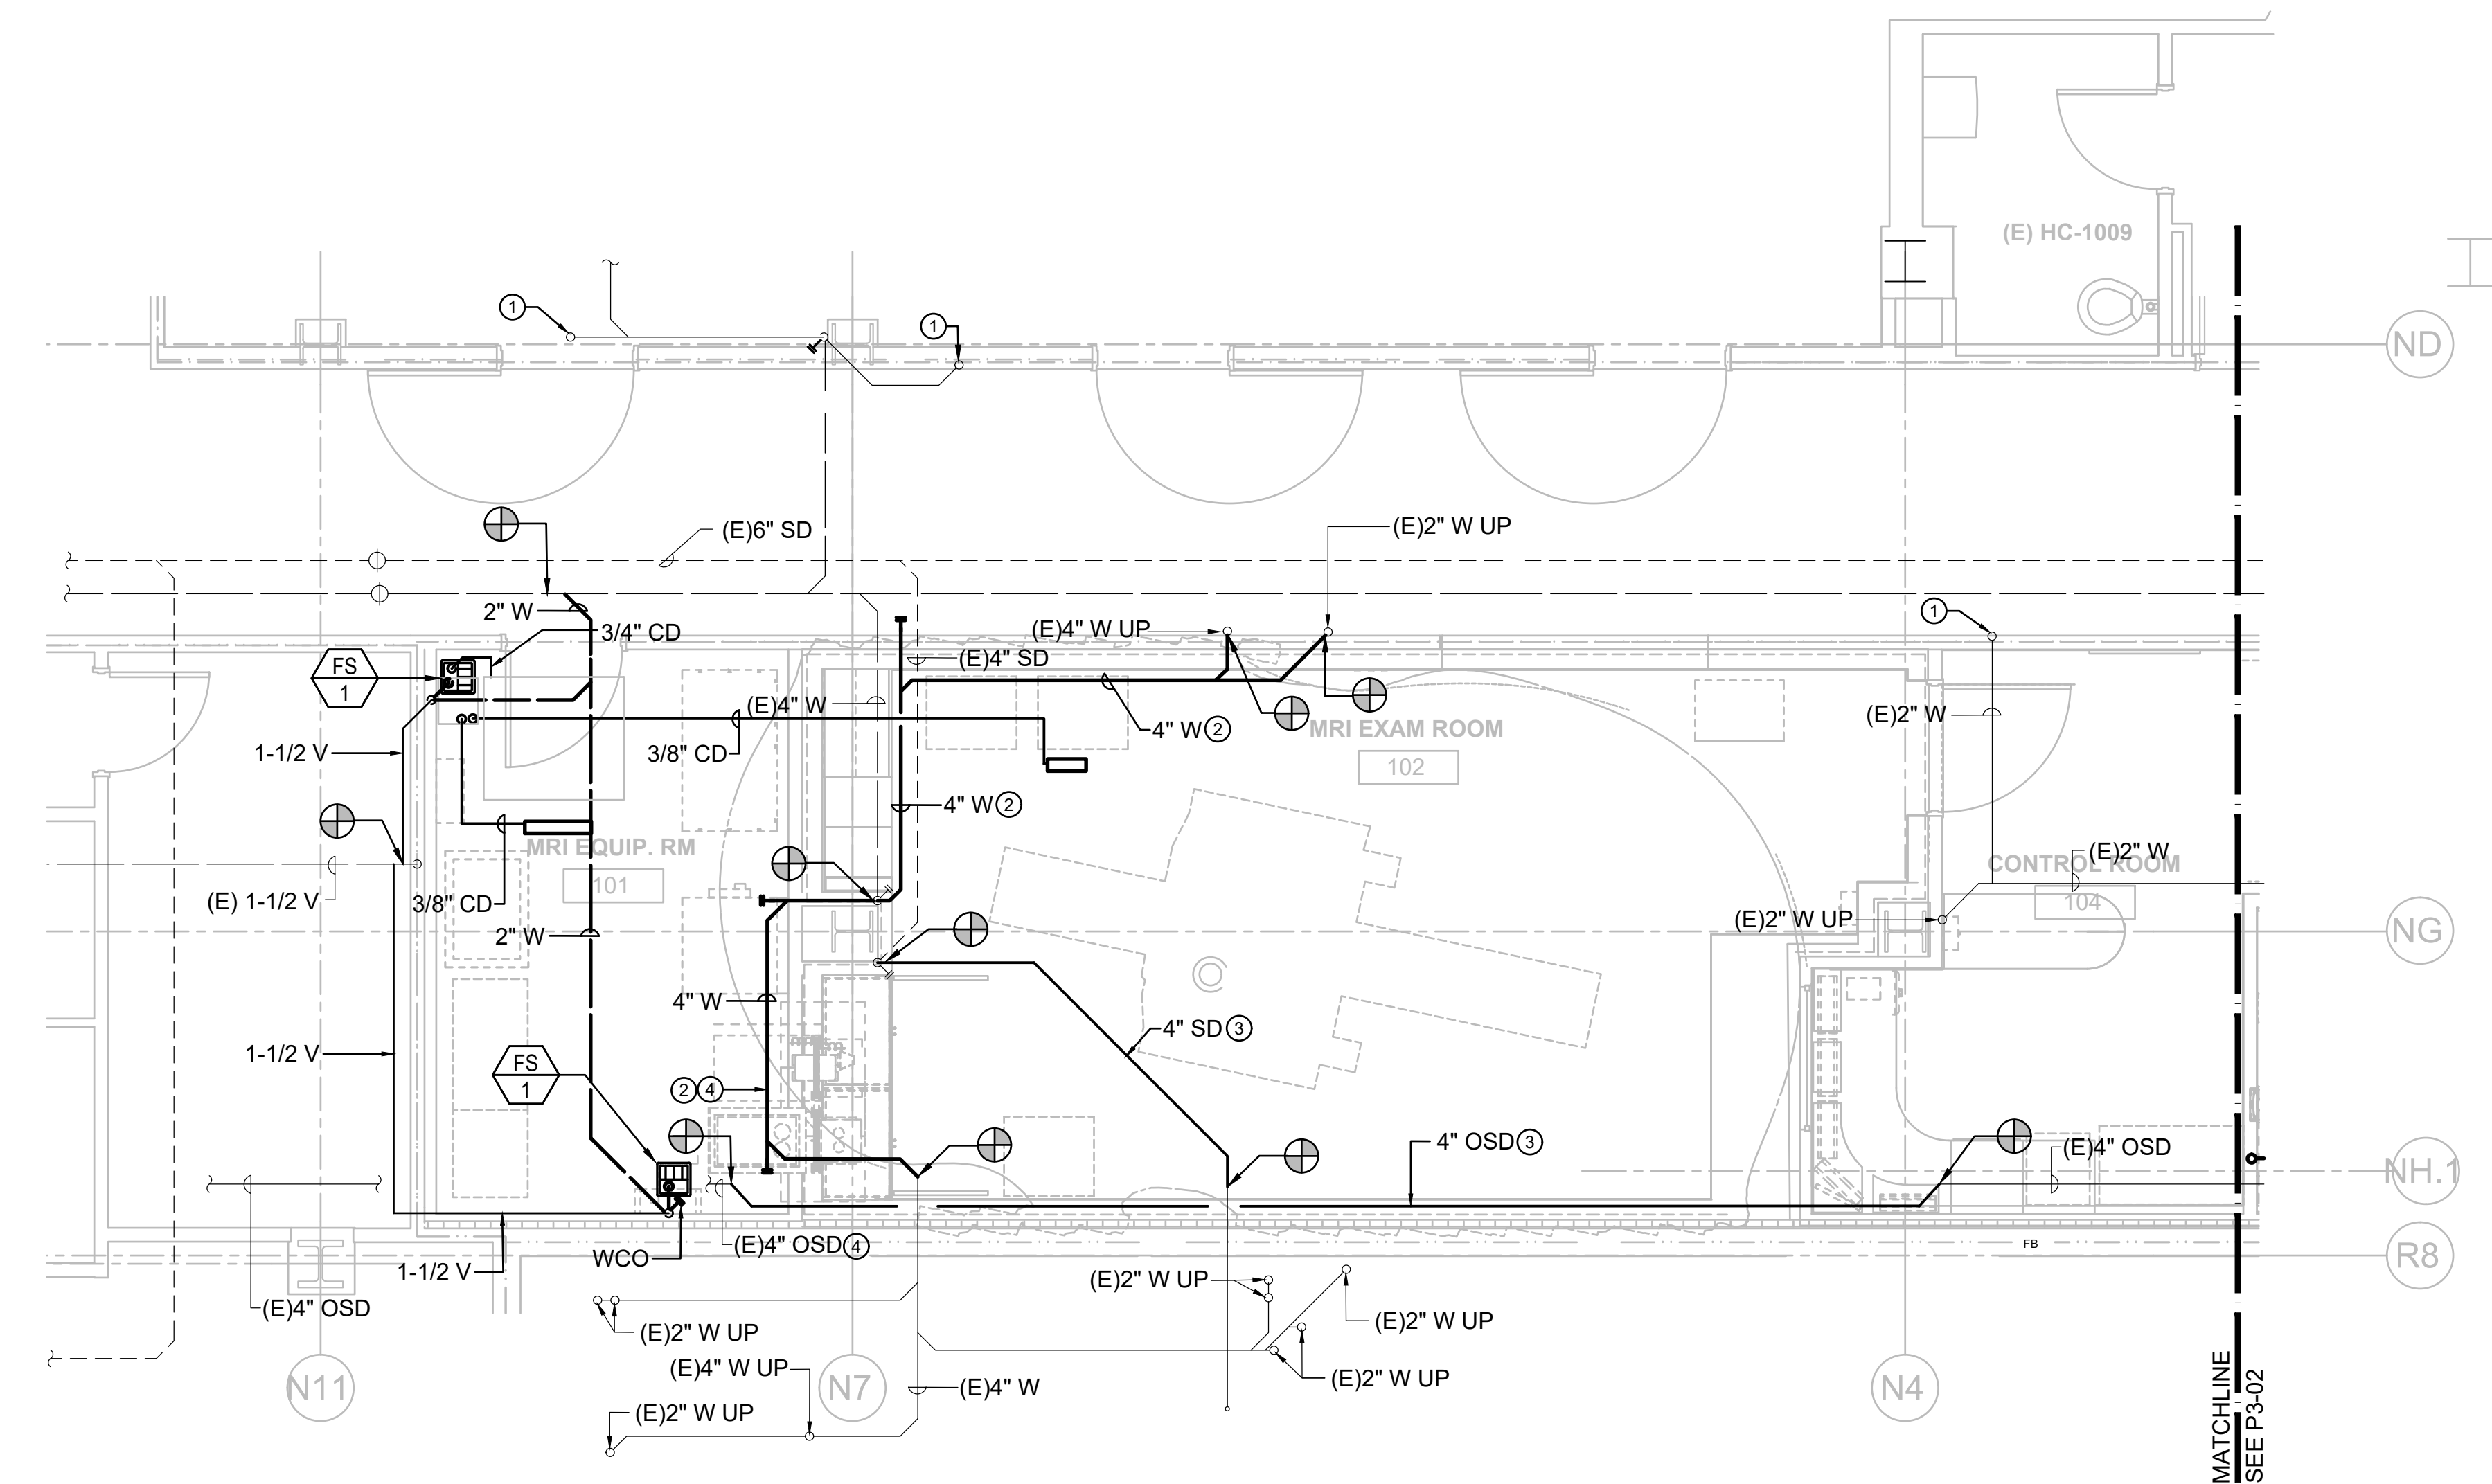 (E) HC-1009
1
1
ND
(E)6" SD
(E)2" W UP
2" W
3/4" CD
(E)4" W UP
1
FS
1
(E)4" SD
(E)4" W
(E)2" W
4" W 2
MRI EXAM ROOM
102
1-1/2 V
3/8" CD
4" W 2
MRI EQUIP. RM
101
(E)2" W
CONTROL ROOM
104
(E) 1-1/2 V
3/8" CD
(E)2" W UP
2" W
NG
4" W
4" SD 3
1-1/2 V
FS
1
2 4
4" OSD 3
(E)4" OSD
NH.1
(E)4" OSD 4
WCO
FB
R8
1-1/2 V
(E)4" OSD
(E)2" W UP
(E)2" W UP
(E)2" W UP
(E)4" W UP
(E)2" W UP
(E)4" W
(E)2" W UP
N11
N7
N4
MATCHLINE
SEE P3-02